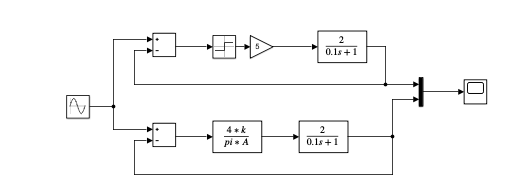 +
−
5
2
0.1s + 1
+
−
4 * k
pi * A
2
0.1s + 1